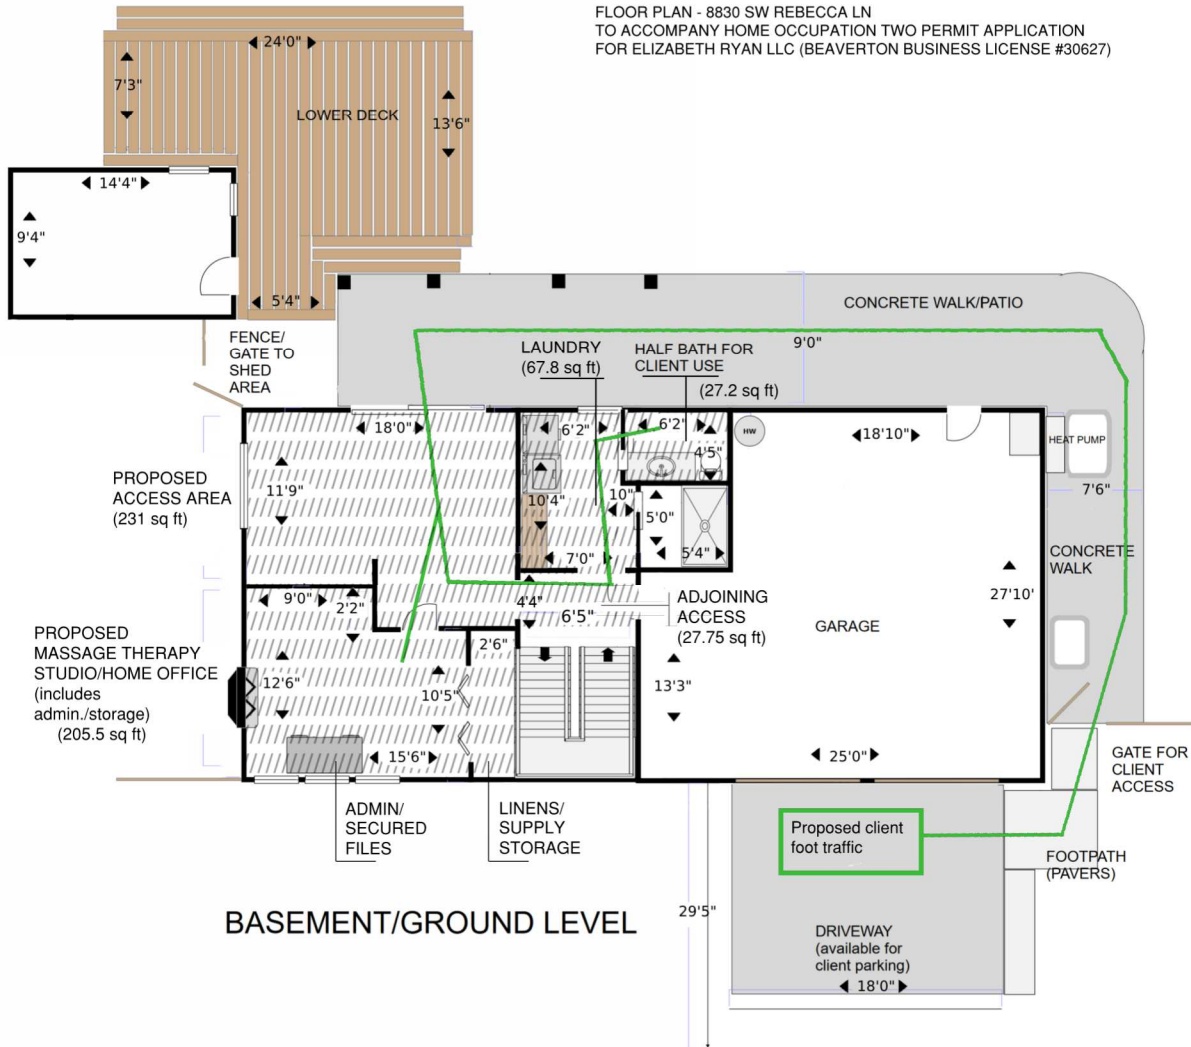 FLOOR PLAN - 8830 SW REBECCA LN
TO ACCOMPANY HOME OCCUPATION TWO PERMIT APPLICATION
FOR ELIZABETH RYAN LLC (BEAVERTON BUSINESS LICENSE #30627)
24'0"
7'3"
LOWER DECK
13'6"
14'4"
9'4"
5'4"
CONCRETE WALK/PATIO
9'0"
FENCE/
GATE TO
SHED
AREA
LAUNDRY
(67.8 sq ft)
HALF BATH FOR
CLIENT USE
(27.2 sq ft)
18'0"
6'2"
6'2"
4'5"
HW
18'10"
HEAT PUMP
7'6"
PROPOSED
ACCESS AREA
(231 sq ft)
11'9"
10'4"
10"
5'0"
5'4"
7'0"
CONCRETE
WALK
9'0"
2'2"
4'4"
6'5"
ADJOINING
ACCESS
(27.75 sq ft)
GARAGE
27'10'
PROPOSED
MASSAGE THERAPY
STUDIO/HOME OFFICE
(includes
admin./storage)
(205.5 sq ft)
2'6"
12'6"
10'5"
13'3"
15'6"
25'0"
GATE FOR
CLIENT
ACCESS
ADMIN/
SECURED
FILES
LINENS/
SUPPLY
STORAGE
Proposed client
foot traffic
FOOTPATH
(PAVERS)
BASEMENT/GROUND LEVEL
29'5"
DRIVEWAY
(available for
client parking)
18'0"